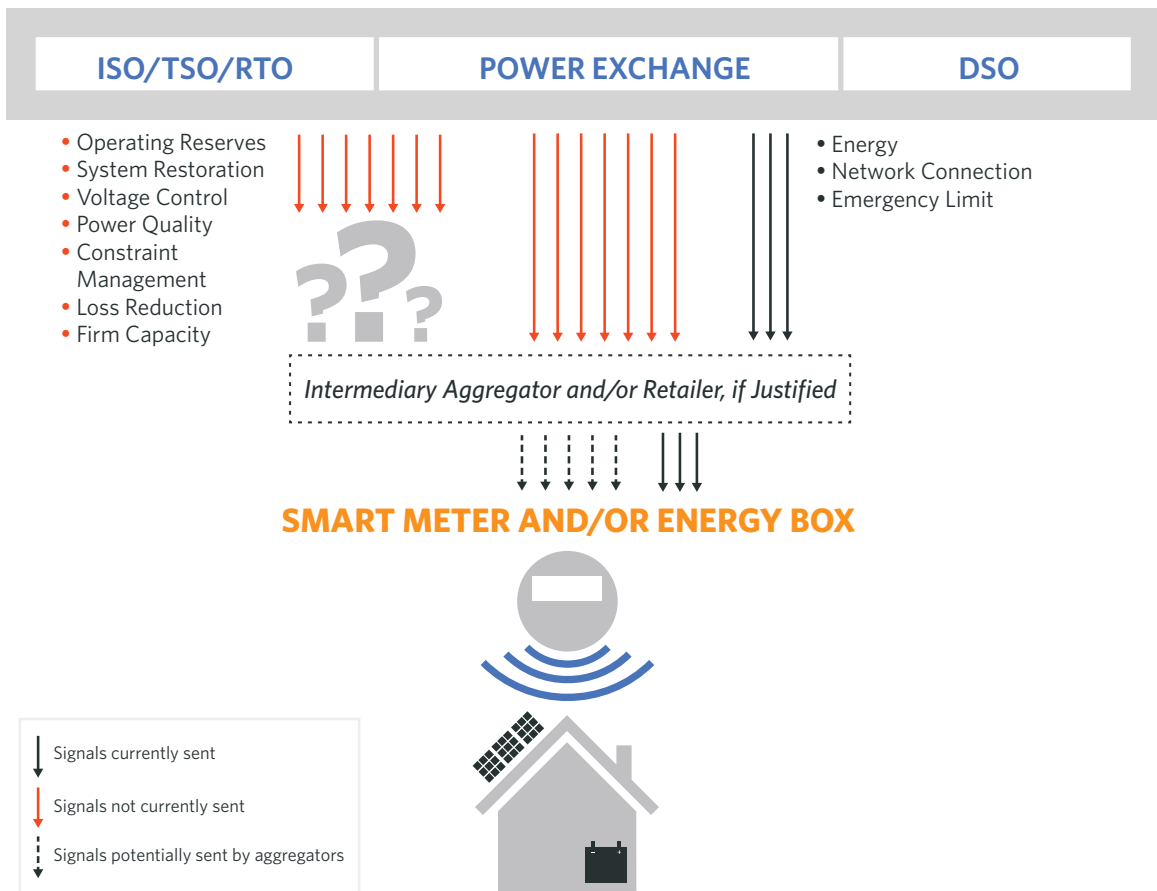 ISO/TSO/RTO
POWER EXCHANGE
DSO
• Operating Reserves
• System Restoration
• Voltage Control
• Power Quality
• Constraint
Management
• Loss Reduction
• Firm Capacity
• Energy
• Network Connection
• Emergency Limit
???
Intermediary Aggregator and/or Retailer, if Justified
SMART METER AND/OR ENERGY BOX
Signals currently sent
Signals not currently sent
Signals potentially sent by aggregators
- +